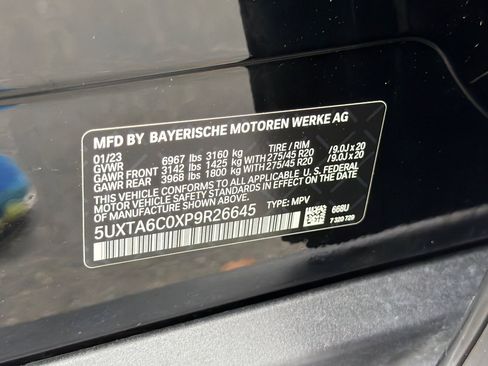 MFD BY BAYERISCHE MOTOREN WERKE AG
01/23 TIRE / RIM
GVWR 6967 lbs 3160 kg
GAWR FRONT 3142 lbs 1425 kg WITH 275/45 R20 /9.0J x 20
GAWR REAR 3968 lbs 1800 kg WITH 275/45 R20 /9.0J x 20
THIS VEHICLE CONFORMS TO ALL APPLICABLE U.S. FEDERAL
MOTOR VEHICLE SAFETY STANDARDS IN EFFECT ON THE
DATE OF MANUFACTURE SHOWN ABOVE.
5UXTA6C0XP9R26645 TYPE: MPV
668U
7 320 729